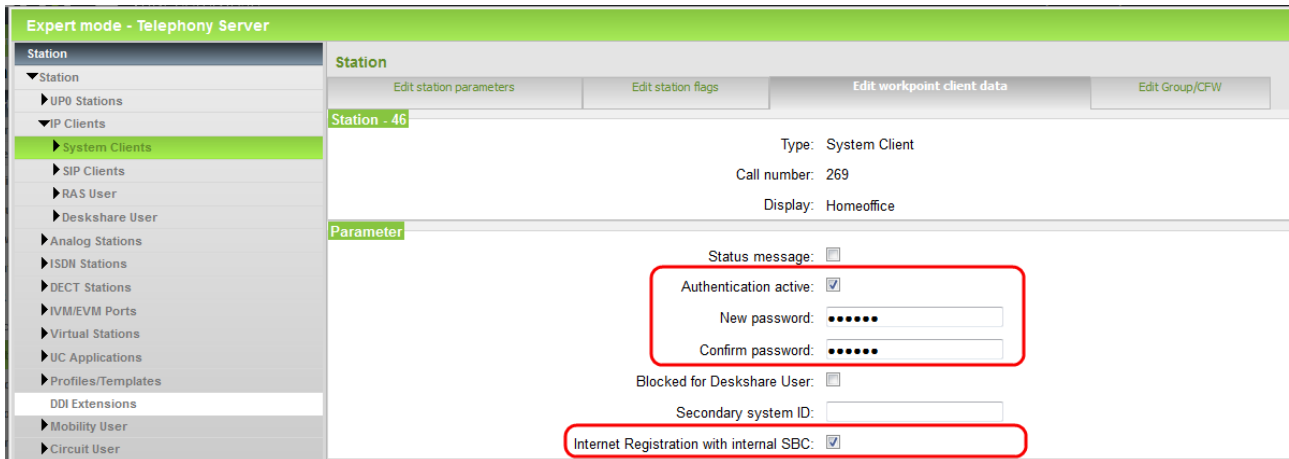 Expert mode - Telephony Server
Station
Station
UP0 Stations
IP Clients
System Clients
SIP Clients
RAS User
Deskshare User
Analog Stations
ISDN Stations
DECT Stations
IVM/EVM Ports
Virtual Stations
UC Applications
Profiles/Templates
DDI Extensions
Mobility User
Circuit User
Station
Edit station parameters Edit station flags Edit workpoint client data Edit Group/CFW
Station - 46
Type: System Client
Call number: 269
Display: Homeoffice
Parameter
Status message:
Authentication active:
New password: ••••••
Confirm password: ••••••
Blocked for Deskshare User:
Secondary system ID:
Internet Registration with internal SBC: